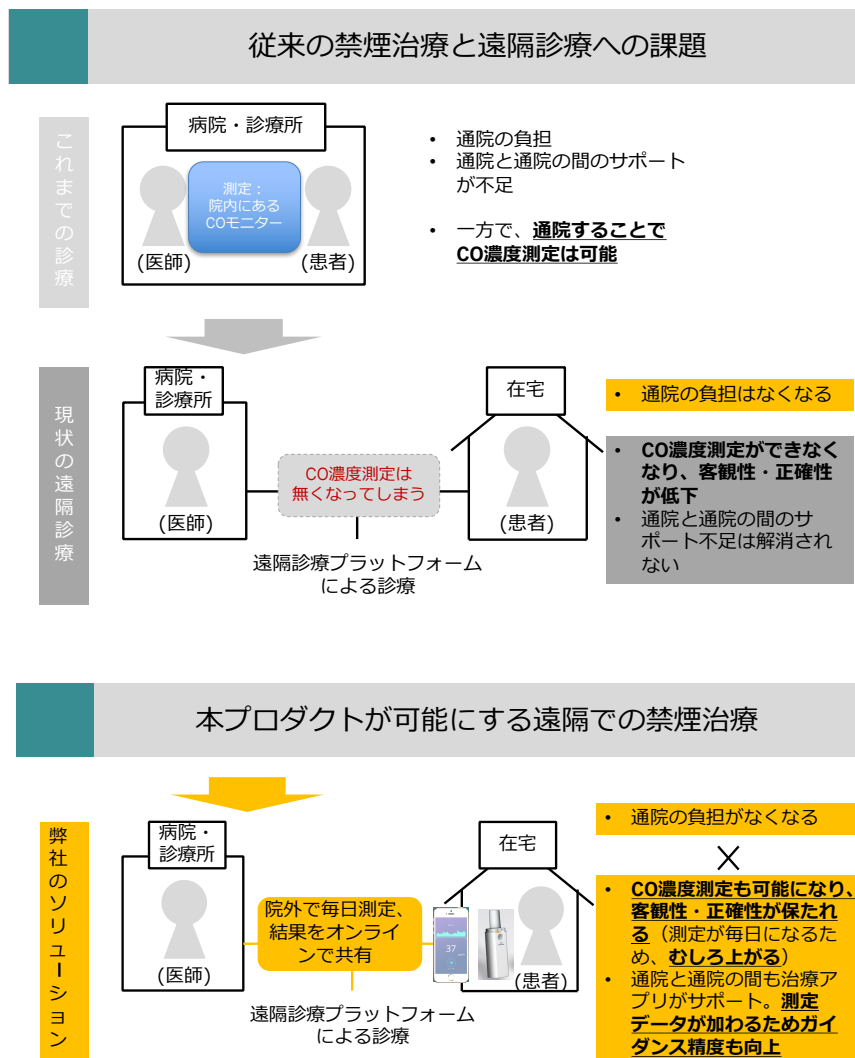 従来の禁煙治療と遠隔診療への課題
これまでの診療
病院・診療所
測定：
院内にある
COモニター
(医師)
(患者)
• 通院の負担
• 通院と通院の間のサポート
が不足
• 一方で、通院することで
CO濃度測定は可能
現状の遠隔診療
病院・
診療所
(医師)
CO濃度測定は
無くなってしまう
遠隔診療プラットフォーム
による診療
在宅
(患者)
• 通院の負担はなくなる
• CO濃度測定ができなく
なり、客観性・正確性
が低下
• 通院と通院の間のサ
ポート不足は解消され
ない
本プロダクトが可能にする遠隔での禁煙治療
弊社のソリューション
病院・
診療所
(医師)
院外で毎日測定、
結果をオンライ
ンで共有
遠隔診療プラットフォーム
による診療
在宅
37
(患者)
• 通院の負担がなくなる
×
• CO濃度測定も可能になり、
客観性・正確性が保たれ
る（測定が毎日になるた
め、むしろ上がる）
• 通院と通院の間も治療ア
プリがサポート。測定
データが加わるためガイ
ダンス精度も向上